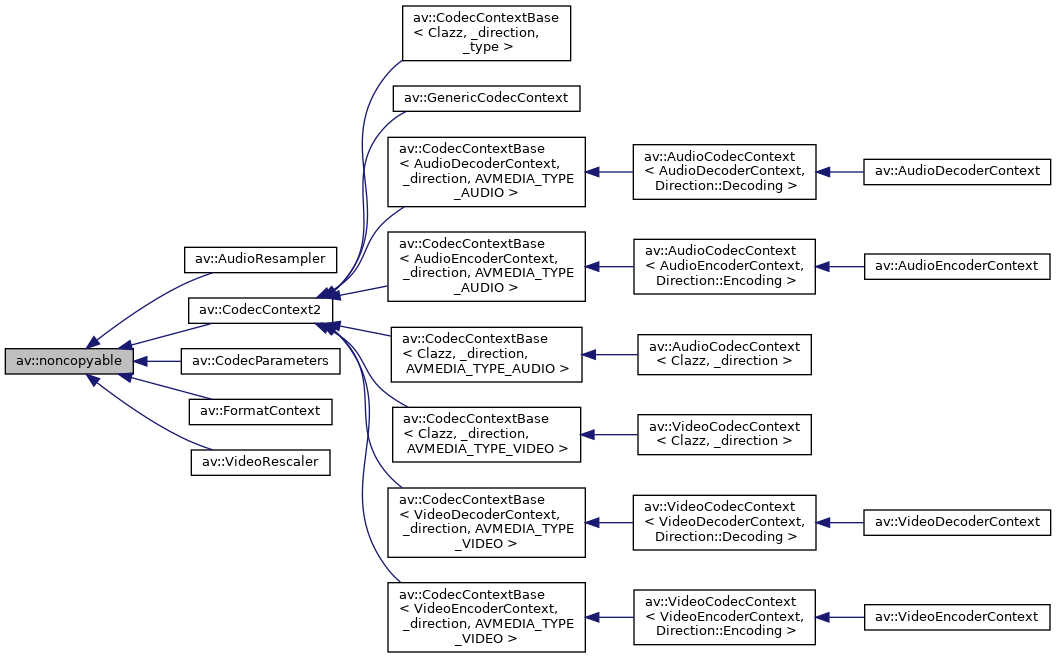 av::CodecContextBase
< Clazz, _direction,
_type >
av::GenericCodecContext
av::CodecContextBase
< AudioDecoderContext,
_direction, AVMEDIA_TYPE
_AUDIO >
av::AudioCodecContext
< AudioDecoderContext,
Direction::Decoding >
av::AudioDecoderContext
av::CodecContextBase
< AudioEncoderContext,
_direction, AVMEDIA_TYPE
_AUDIO >
av::AudioCodecContext
< AudioEncoderContext,
Direction::Encoding >
av::AudioEncoderContext
av::AudioResampler
av::CodecContext2
av::noncopyable
av::CodecParameters
av::FormatContext
av::VideoRescaler
av::CodecContextBase
< Clazz, _direction,
AVMEDIA_TYPE_AUDIO >
av::AudioCodecContext
< Clazz, _direction >
av::CodecContextBase
< Clazz, _direction,
AVMEDIA_TYPE_VIDEO >
av::VideoCodecContext
< Clazz, _direction >
av::CodecContextBase
< VideoDecoderContext,
_direction, AVMEDIA_TYPE
_VIDEO >
av::VideoCodecContext
< VideoDecoderContext,
Direction::Decoding >
av::VideoDecoderContext
av::CodecContextBase
< VideoEncoderContext,
_direction, AVMEDIA_TYPE
_VIDEO >
av::VideoCodecContext
< VideoEncoderContext,
Direction::Encoding >
av::VideoEncoderContext